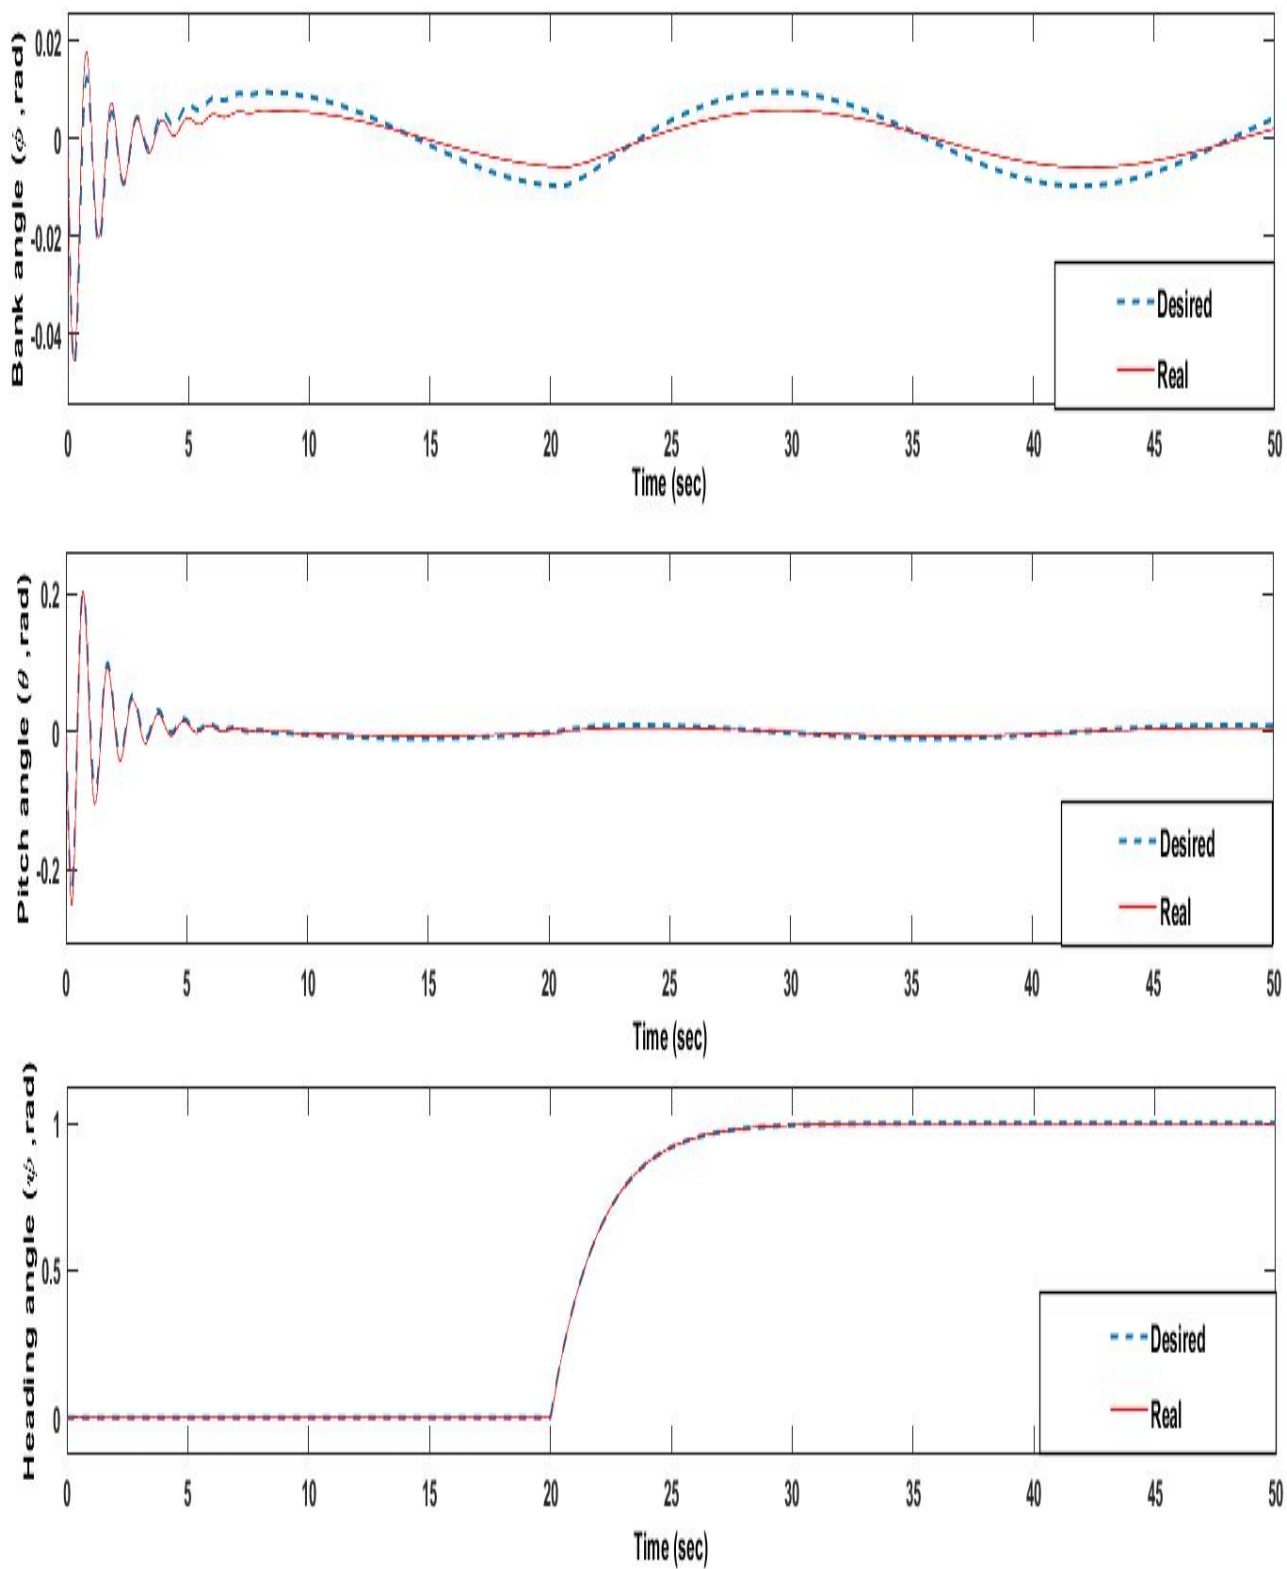 Bank angle (ϕ ,rad)
0.02
0
-0.02
-0.04
Desired
Real
0 5 10 15 20 25 30 35 40 45 50
Time (sec)
Pitch angle (θ ,rad)
0.2
0
-0.2
Desired
Real
0 5 10 15 20 25 30 35 40 45 50
Time (sec)
Heading angle (ψ ,rad)
1
0.5
0
Desired
Real
0 5 10 15 20 25 30 35 40 45 50
Time (sec)